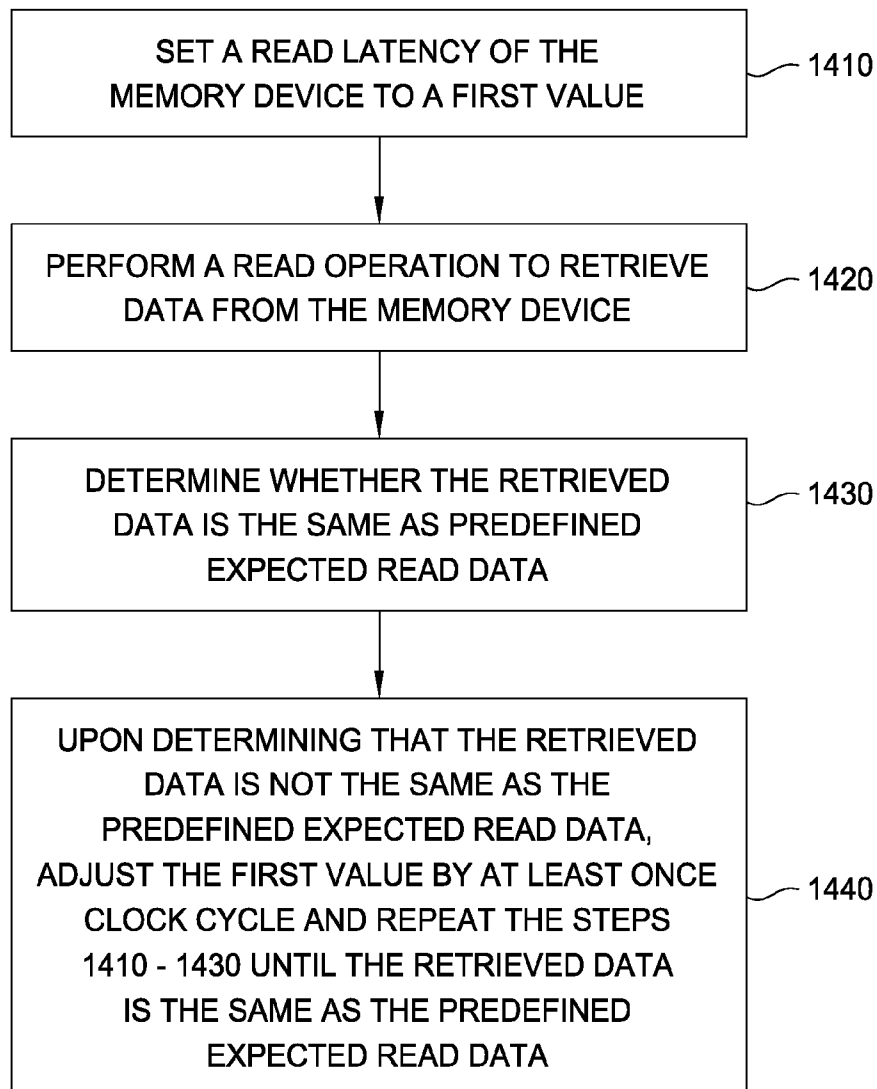 SET A READ LATENCY OF THE
MEMORY DEVICE TO A FIRST VALUE
1410
PERFORM A READ OPERATION TO RETRIEVE
DATA FROM THE MEMORY DEVICE
1420
DETERMINE WHETHER THE RETRIEVED
DATA IS THE SAME AS PREDEFINED
EXPECTED READ DATA
1430
UPON DETERMINING THAT THE RETRIEVED
DATA IS NOT THE SAME AS THE
PREDEFINED EXPECTED READ DATA,
ADJUST THE FIRST VALUE BY AT LEAST ONCE
CLOCK CYCLE AND REPEAT THE STEPS
1410 - 1430 UNTIL THE RETRIEVED DATA
IS THE SAME AS THE PREDEFINED
EXPECTED READ DATA
1440